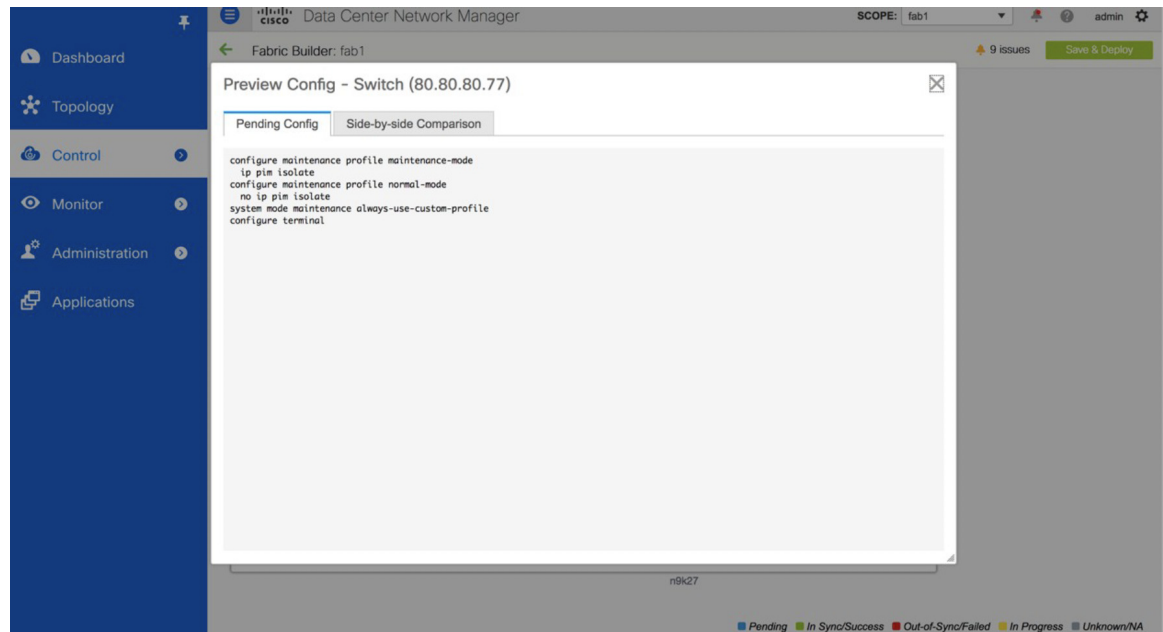 cisco Data Center Network Manager
SCOPE: fab1
admin
Dashboard
Topology
Control
Monitor
Administration
Applications
Fabric Builder: fab1
9 issues
Save & Deploy
Preview Config - Switch (80.80.80.77)
Pending Config
Side-by-side Comparison
configure maintenance profile maintenance-mode
ip pim isolate
configure maintenance profile normal-mode
no ip pim isolate
system mode maintenance always-use-custom-profile
configure terminal
n9k27
Pending In Sync/Success Out-of-Sync/Failed In Progress Unknown/NA